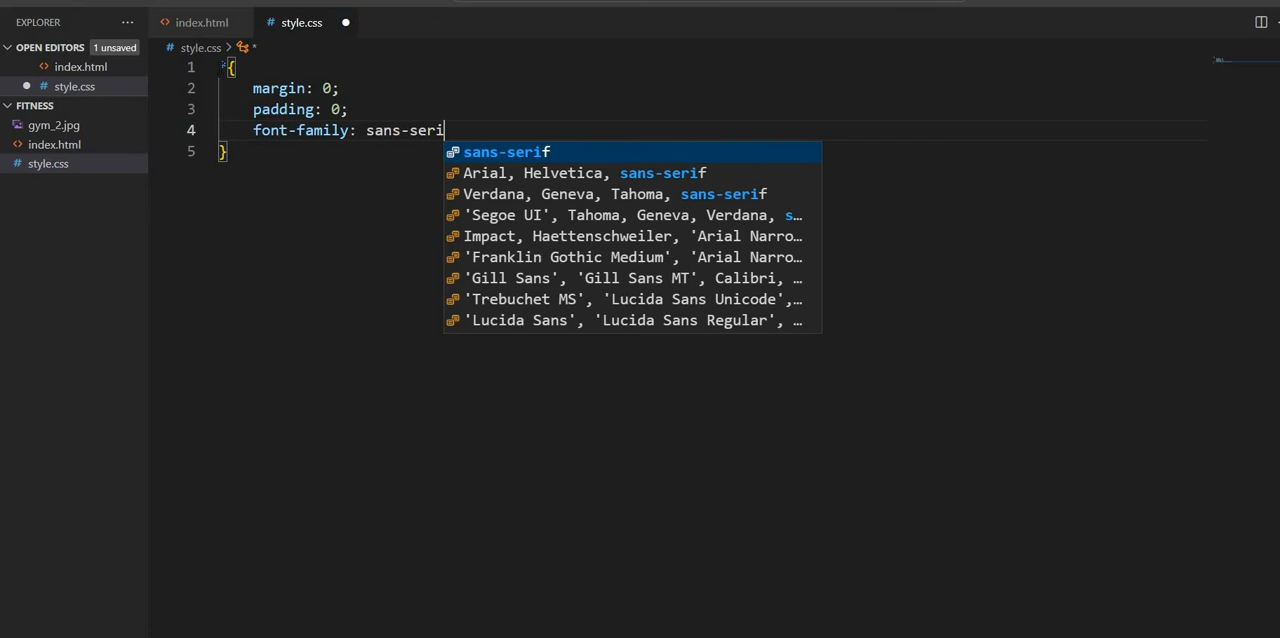 EXPLORER ...
OPEN EDITORS 1 unsaved
<> index.html
# style.css
FITNESS
gym_2.jpg
<> index.html
# style.css
<> index.html
# style.css
# style.css > *
1 *{
2 margin: 0;
3 padding: 0;
4 font-family: sans-seri
5 }
sans-serif
Arial, Helvetica, sans-serif
Verdana, Geneva, Tahoma, sans-serif
'Segoe UI', Tahoma, Geneva, Verdana, s…
Impact, Haettenschweiler, 'Arial Narro…
'Franklin Gothic Medium', 'Arial Narro…
'Gill Sans', 'Gill Sans MT', Calibri, …
'Trebuchet MS', 'Lucida Sans Unicode',…
'Lucida Sans', 'Lucida Sans Regular', …